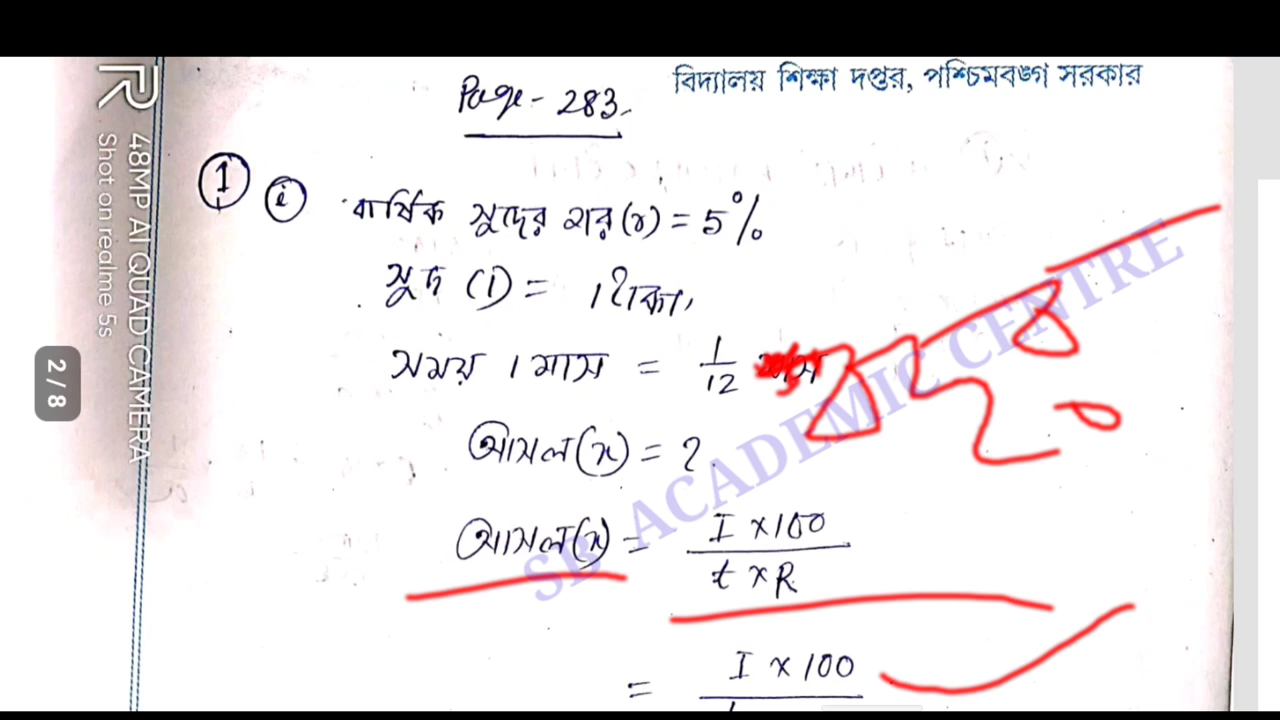 বিদ্যালয় শিক্ষা দপ্তর, পশ্চিমবঙ্গ সরকার
Page - 283.
1 i বার্ষিক সুদের হার (r) = 5%
সুদ (I) = 1 টাকা,
সময় 1 মাস = 1/12
আসল (x) = ?
আসল (x) = I × 100 / t × R
= I × 100
SB ACADEMIC CENTRE
48MP AI QUAD CAMERA
Shot on realme 5s
2 / 8